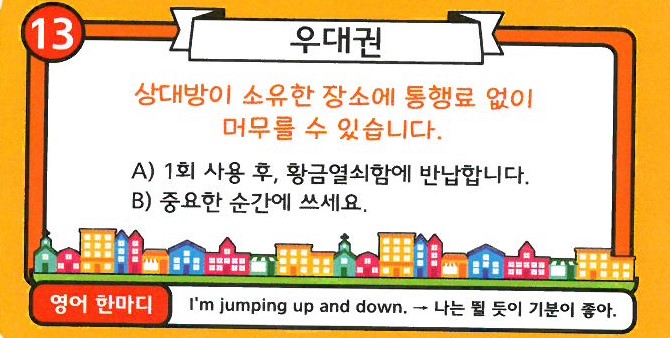 13
우대권
상대방이 소유한 장소에 통행료 없이
머무를 수 있습니다.
A) 1회 사용 후, 황금열쇠함에 반납합니다.
B) 중요한 순간에 쓰세요.
영어 한마디
I'm jumping up and down. → 나는 뛸 듯이 기분이 좋아.